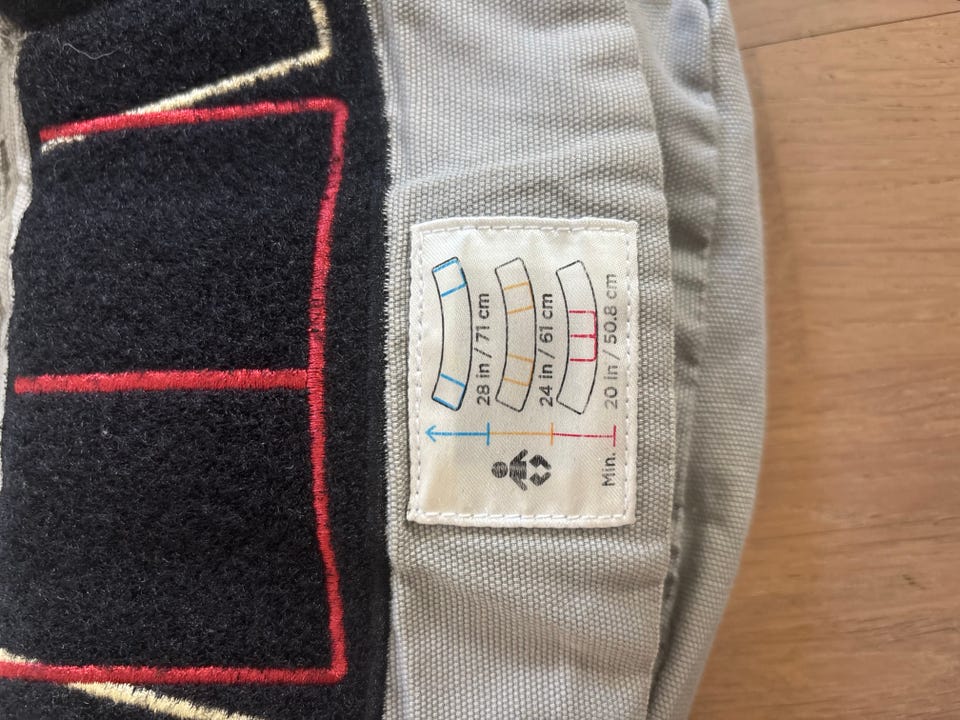 28 in / 71 cm
24 in / 61 cm
Min. 20 in / 50.8 cm